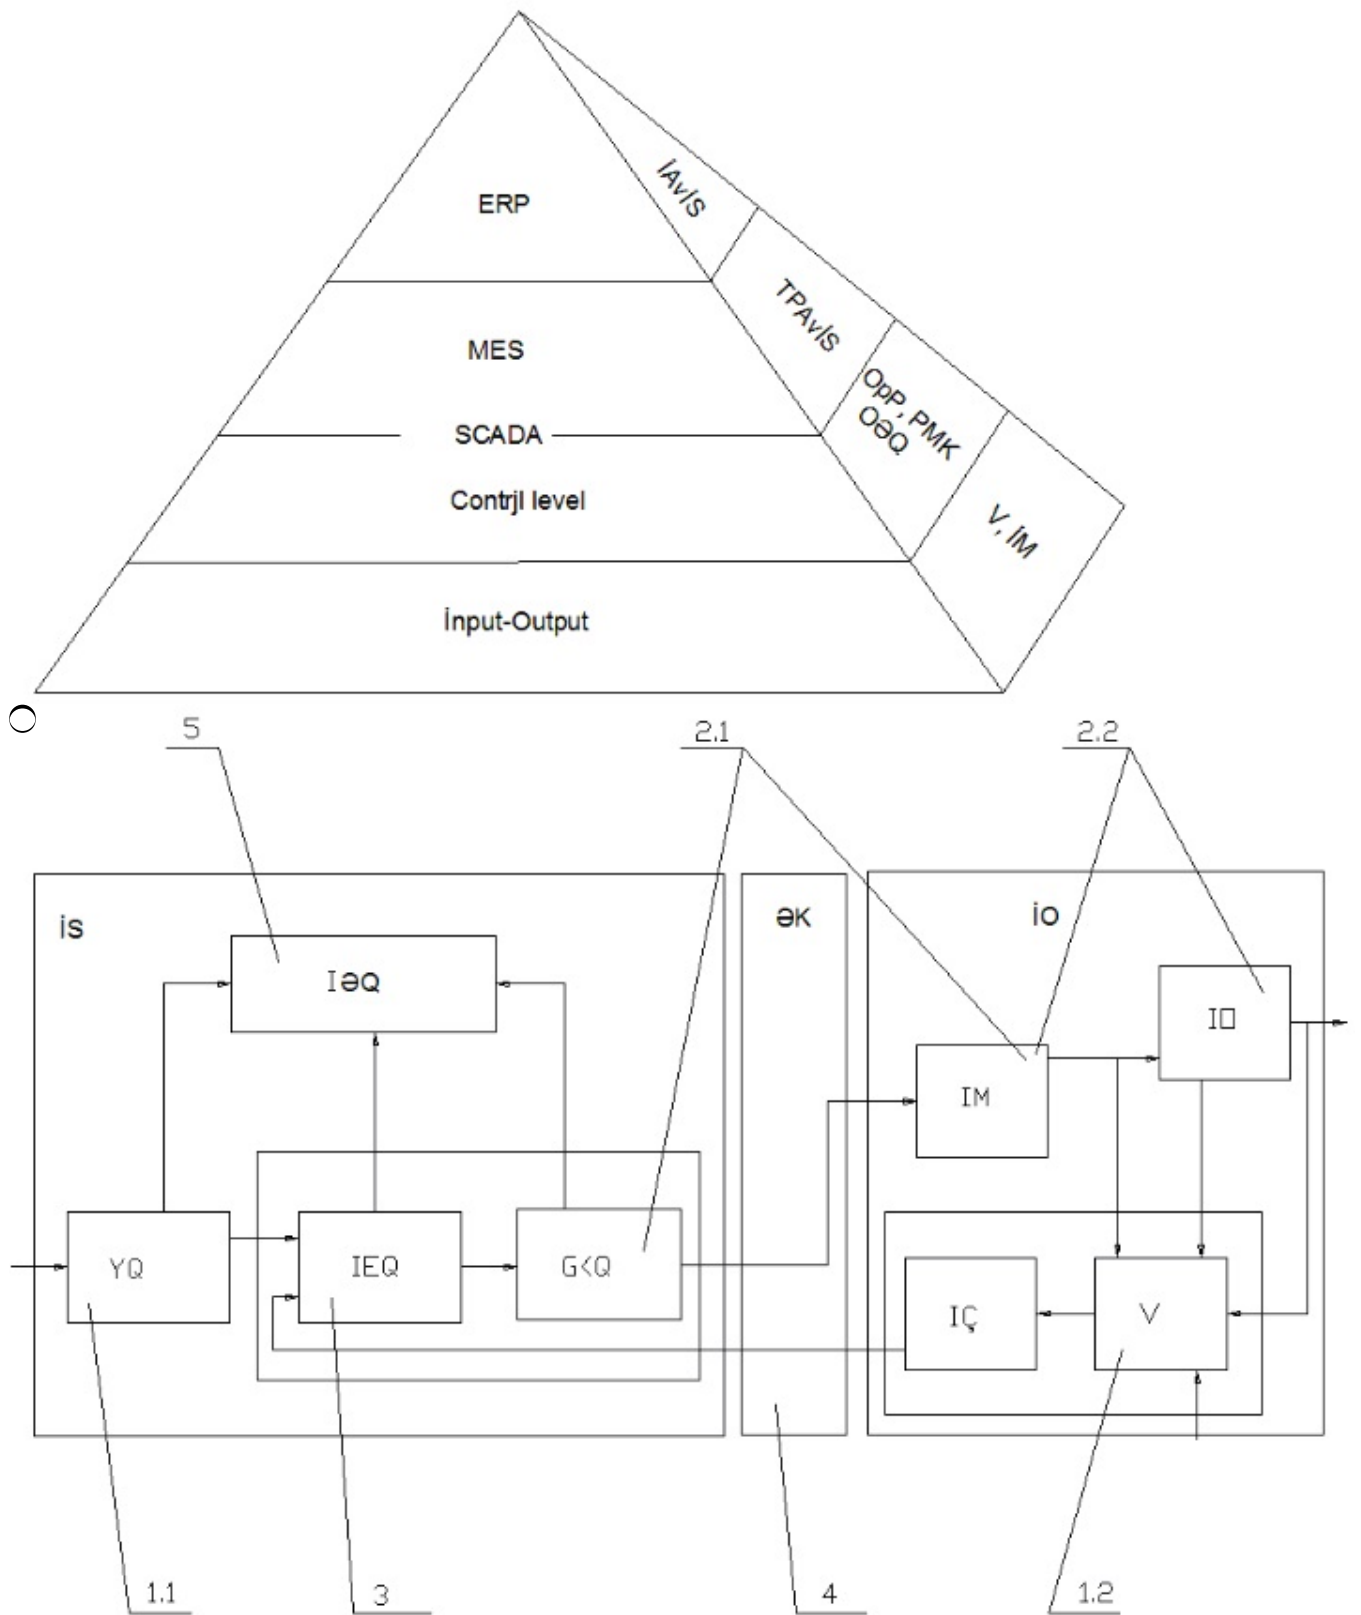 ERP
İAvİS
MES
TPAvİS
SCADA
OpP, PMK
OƏQ
Contrjl level
V, İM
İnput-Output
5
2.1
2.2
İS
ƏK
İO
IƏQ
IO
IM
YQ
IEQ
G<Q
IÇ
V
1.1
3
4
1.2